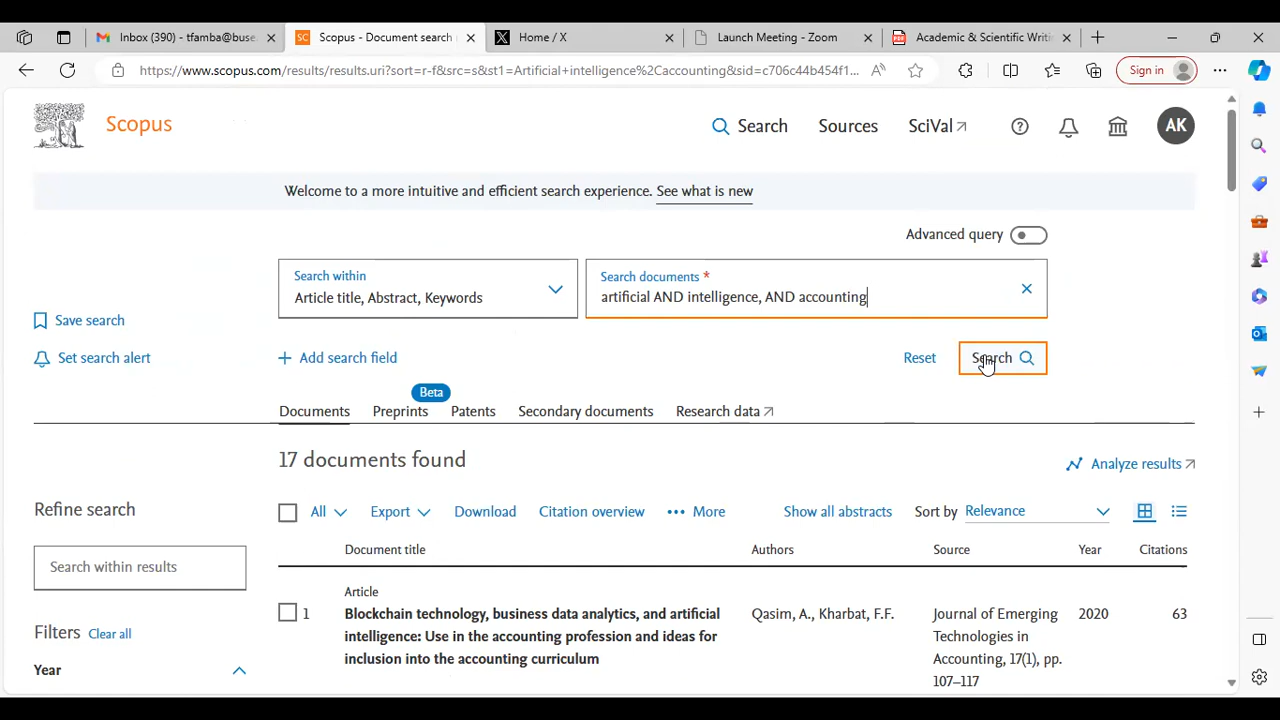 Inbox (390) - tfamba@buse.
Scopus - Document search
Home / X
Launch Meeting - Zoom
Academic & Scientific Writi
https://www.scopus.com/results/results.uri?sort=r-f&src=s&st1=Artificial+intelligence%2Caccounting&sid=c706c44b454f1...
Sign in
Scopus
Search
Sources
SciVal
AK
Welcome to a more intuitive and efficient search experience. See what is new
Advanced query
Search within
Article title, Abstract, Keywords
Search documents *
artificial AND intelligence, AND accounting
Save search
Set search alert
+ Add search field
Reset
Search
Beta
Documents
Preprints
Patents
Secondary documents
Research data
17 documents found
Analyze results
Refine search
Search within results
Filters Clear all
Year
All
Export
Download
Citation overview
More
Show all abstracts
Sort by Relevance
Document title
Authors
Source
Year
Citations
Article
1
Blockchain technology, business data analytics, and artificial
intelligence: Use in the accounting profession and ideas for
inclusion into the accounting curriculum
Qasim, A., Kharbat, F.F.
Journal of Emerging
Technologies in
Accounting, 17(1), pp.
107–117
2020
63